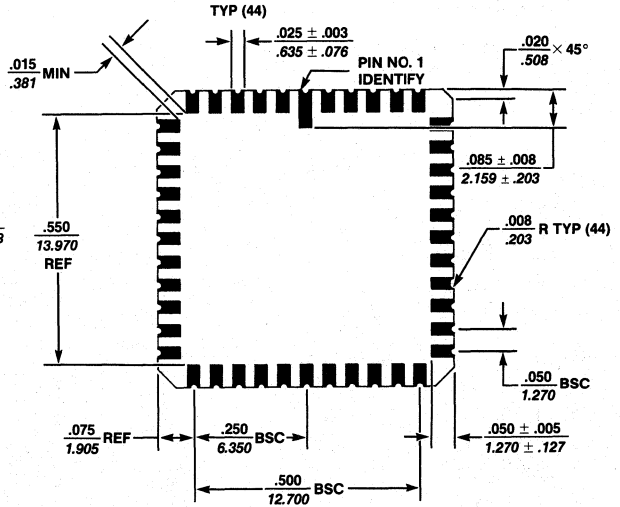 TYP (44)
.025 ± .003
.635 ± .076
PIN NO. 1
IDENTIFY
.020
.508 × 45°
.015
.381 MIN
.085 ± .008
2.159 ± .203
.550
13.970
REF
.008
.203 R TYP (44)
.050
1.270 BSC
.075
1.905 REF
.250
6.350 BSC
.050 ± .005
1.270 ± .127
.500
12.700 BSC